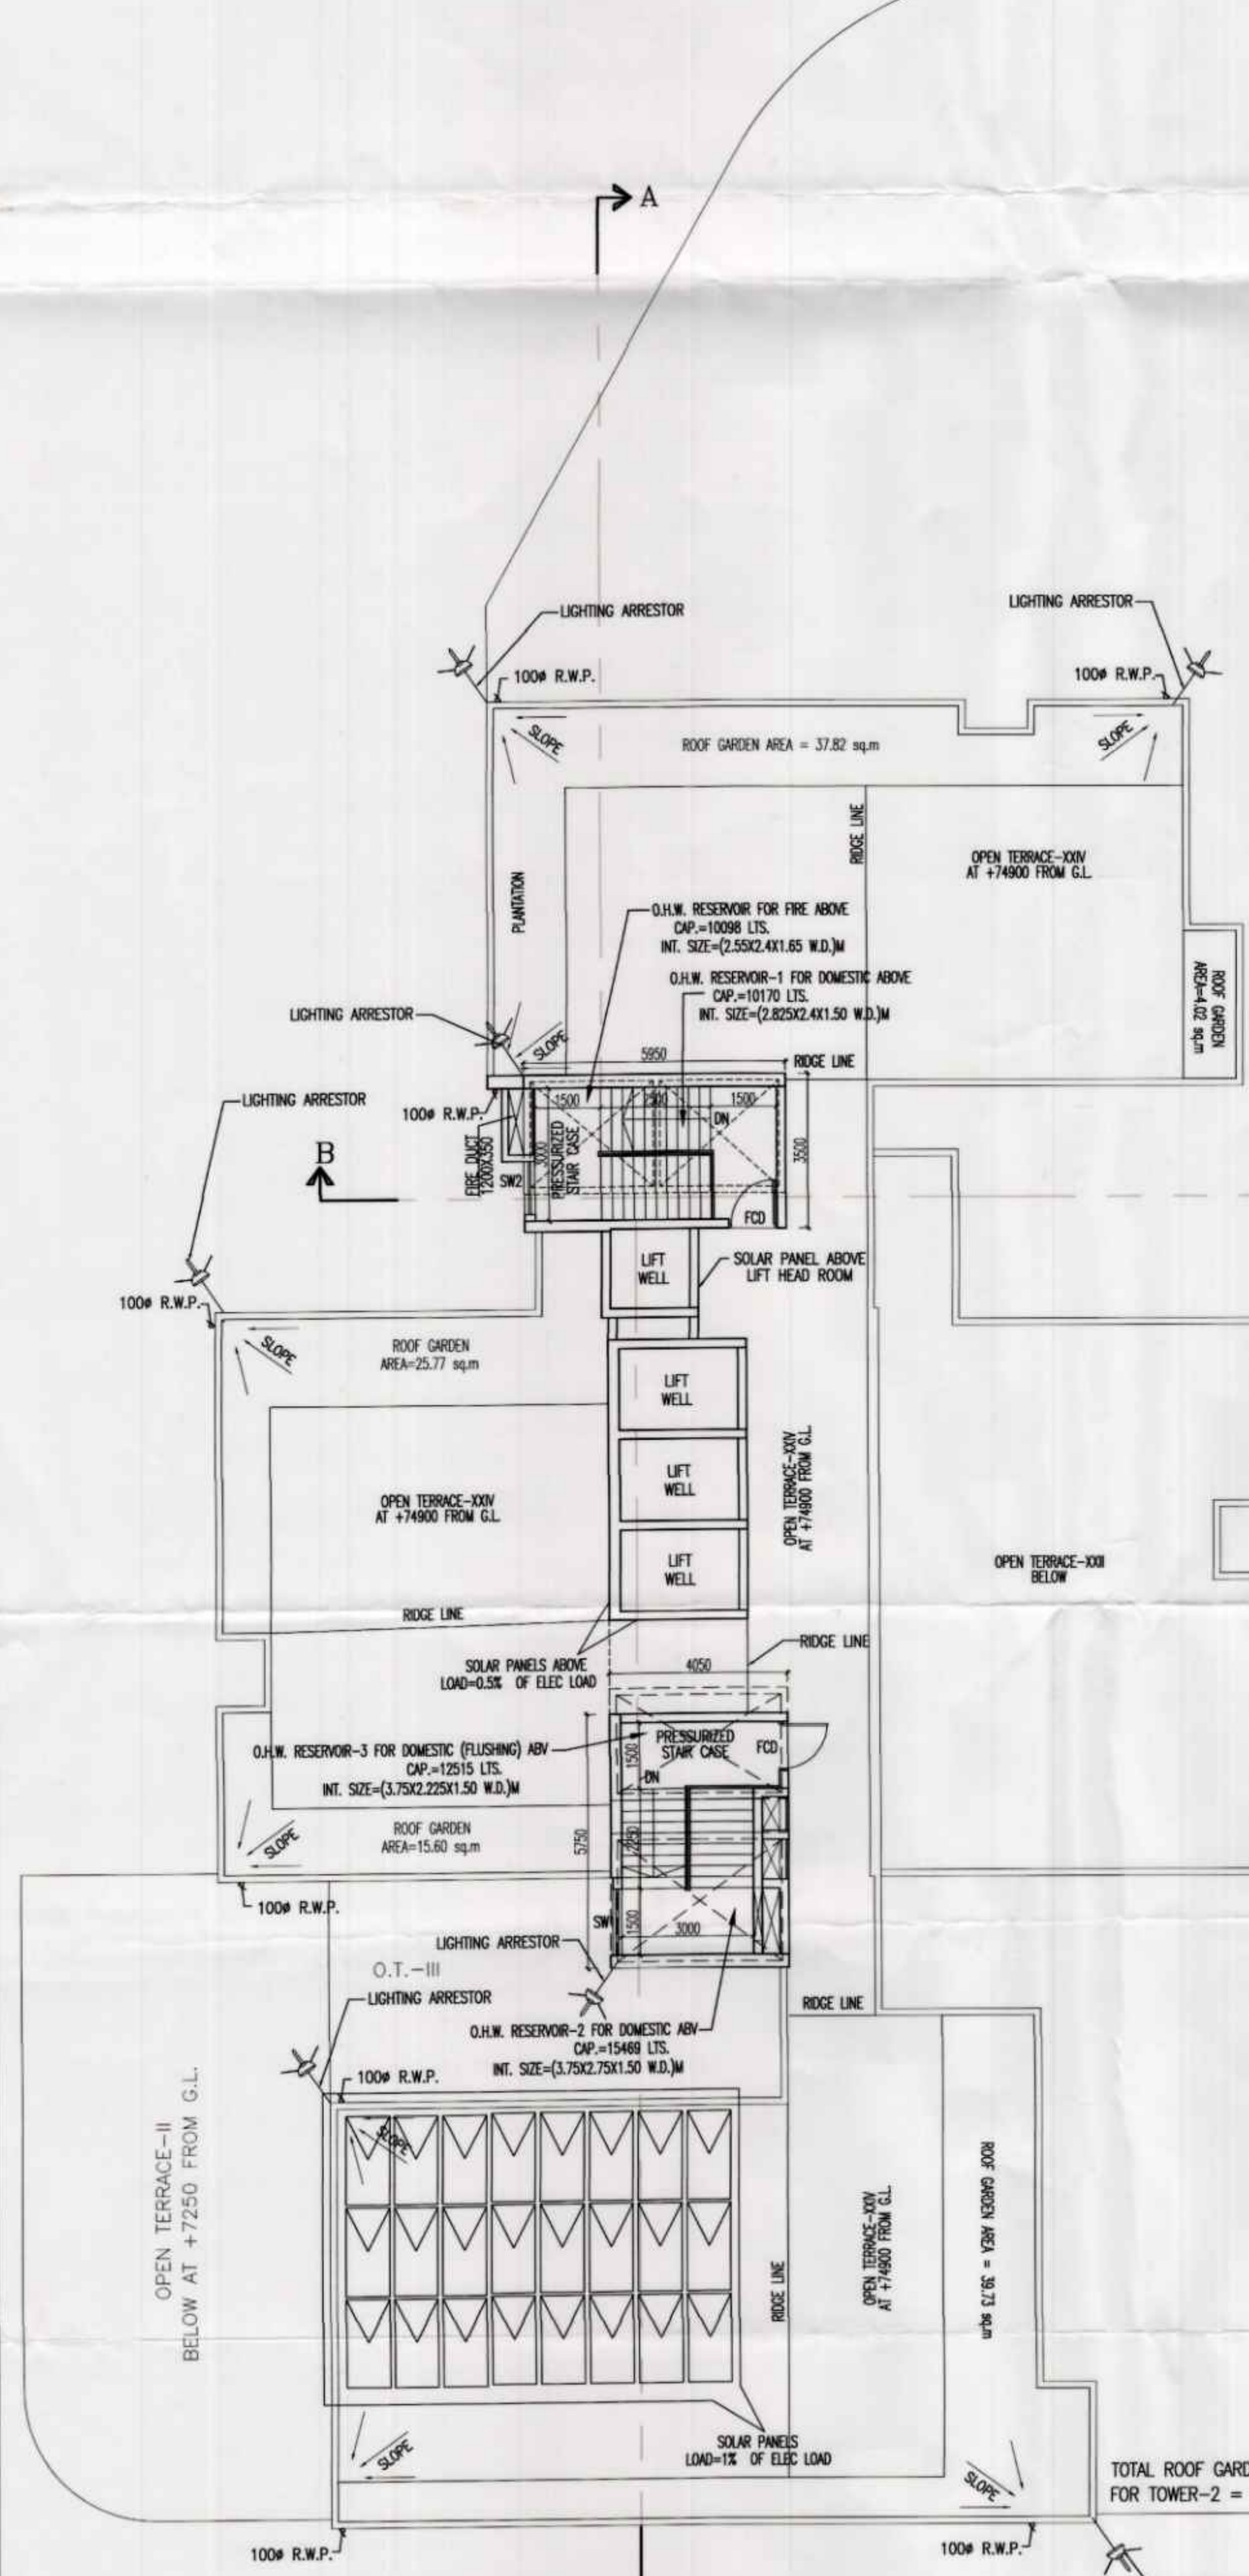 A
LIGHTING ARRESTOR
LIGHTING ARRESTOR
100ø R.W.P.
100ø R.W.P.
SLOPE
ROOF GARDEN AREA = 37.82 sq.m
SLOPE
RIDGE LINE
OPEN TERRACE-XXIV
AT +74900 FROM G.L.
PLANTATION
O.H.W. RESERVOIR FOR FIRE ABOVE
CAP.=10098 LTS.
INT. SIZE=(2.55X2.4X1.65 W.D.)M
O.H.W. RESERVOIR-1 FOR DOMESTIC ABOVE
CAP.=10170 LTS.
INT. SIZE=(2.825X2.4X1.50 W.D.)M
ROOF GARDEN
AREA=4.02 sq.m
LIGHTING ARRESTOR
SLOPE
5950
RIDGE LINE
LIGHTING ARRESTOR
100ø R.W.P.
1500
2500
1500
DN
B
FIRE DUCT
1200X350
SW2
3000
PRESSURIZED
STAIR CASE
3500
FCD
LIFT
WELL
SOLAR PANEL ABOVE
LIFT HEAD ROOM
100ø R.W.P.
SLOPE
ROOF GARDEN
AREA=25.77 sq.m
LIFT
WELL
LIFT
WELL
OPEN TERRACE-XXIV
AT +74900 FROM G.L.
OPEN TERRACE-XXIV
AT +74900 FROM G.L.
LIFT
WELL
OPEN TERRACE-XXII
BELOW
RIDGE LINE
RIDGE LINE
SOLAR PANELS ABOVE
LOAD=0.5% OF ELEC LOAD
4050
O.H.W. RESERVOIR-3 FOR DOMESTIC (FLUSHING) ABV
CAP.=12515 LTS.
INT. SIZE=(3.75X2.225X1.50 W.D.)M
PRESSURIZED
STAIR CASE
FCD
1500
DN
ROOF GARDEN
AREA=15.60 sq.m
SLOPE
5750
2250
100ø R.W.P.
SW
1500
3000
LIGHTING ARRESTOR
O.T.-III
LIGHTING ARRESTOR
RIDGE LINE
O.H.W. RESERVOIR-2 FOR DOMESTIC ABV
CAP.=15469 LTS.
INT. SIZE=(3.75X2.75X1.50 W.D.)M
100ø R.W.P.
SLOPE
OPEN TERRACE-II
BELOW AT +7250 FROM G.L.
RIDGE LINE
OPEN TERRACE-XXIV
AT +74900 FROM G.L.
ROOF GARDEN AREA = 39.73 sq.m
SOLAR PANELS
LOAD=1% OF ELEC LOAD
SLOPE
SLOPE
TOTAL ROOF GARD
FOR TOWER-2 =
100ø R.W.P.
100ø R.W.P.